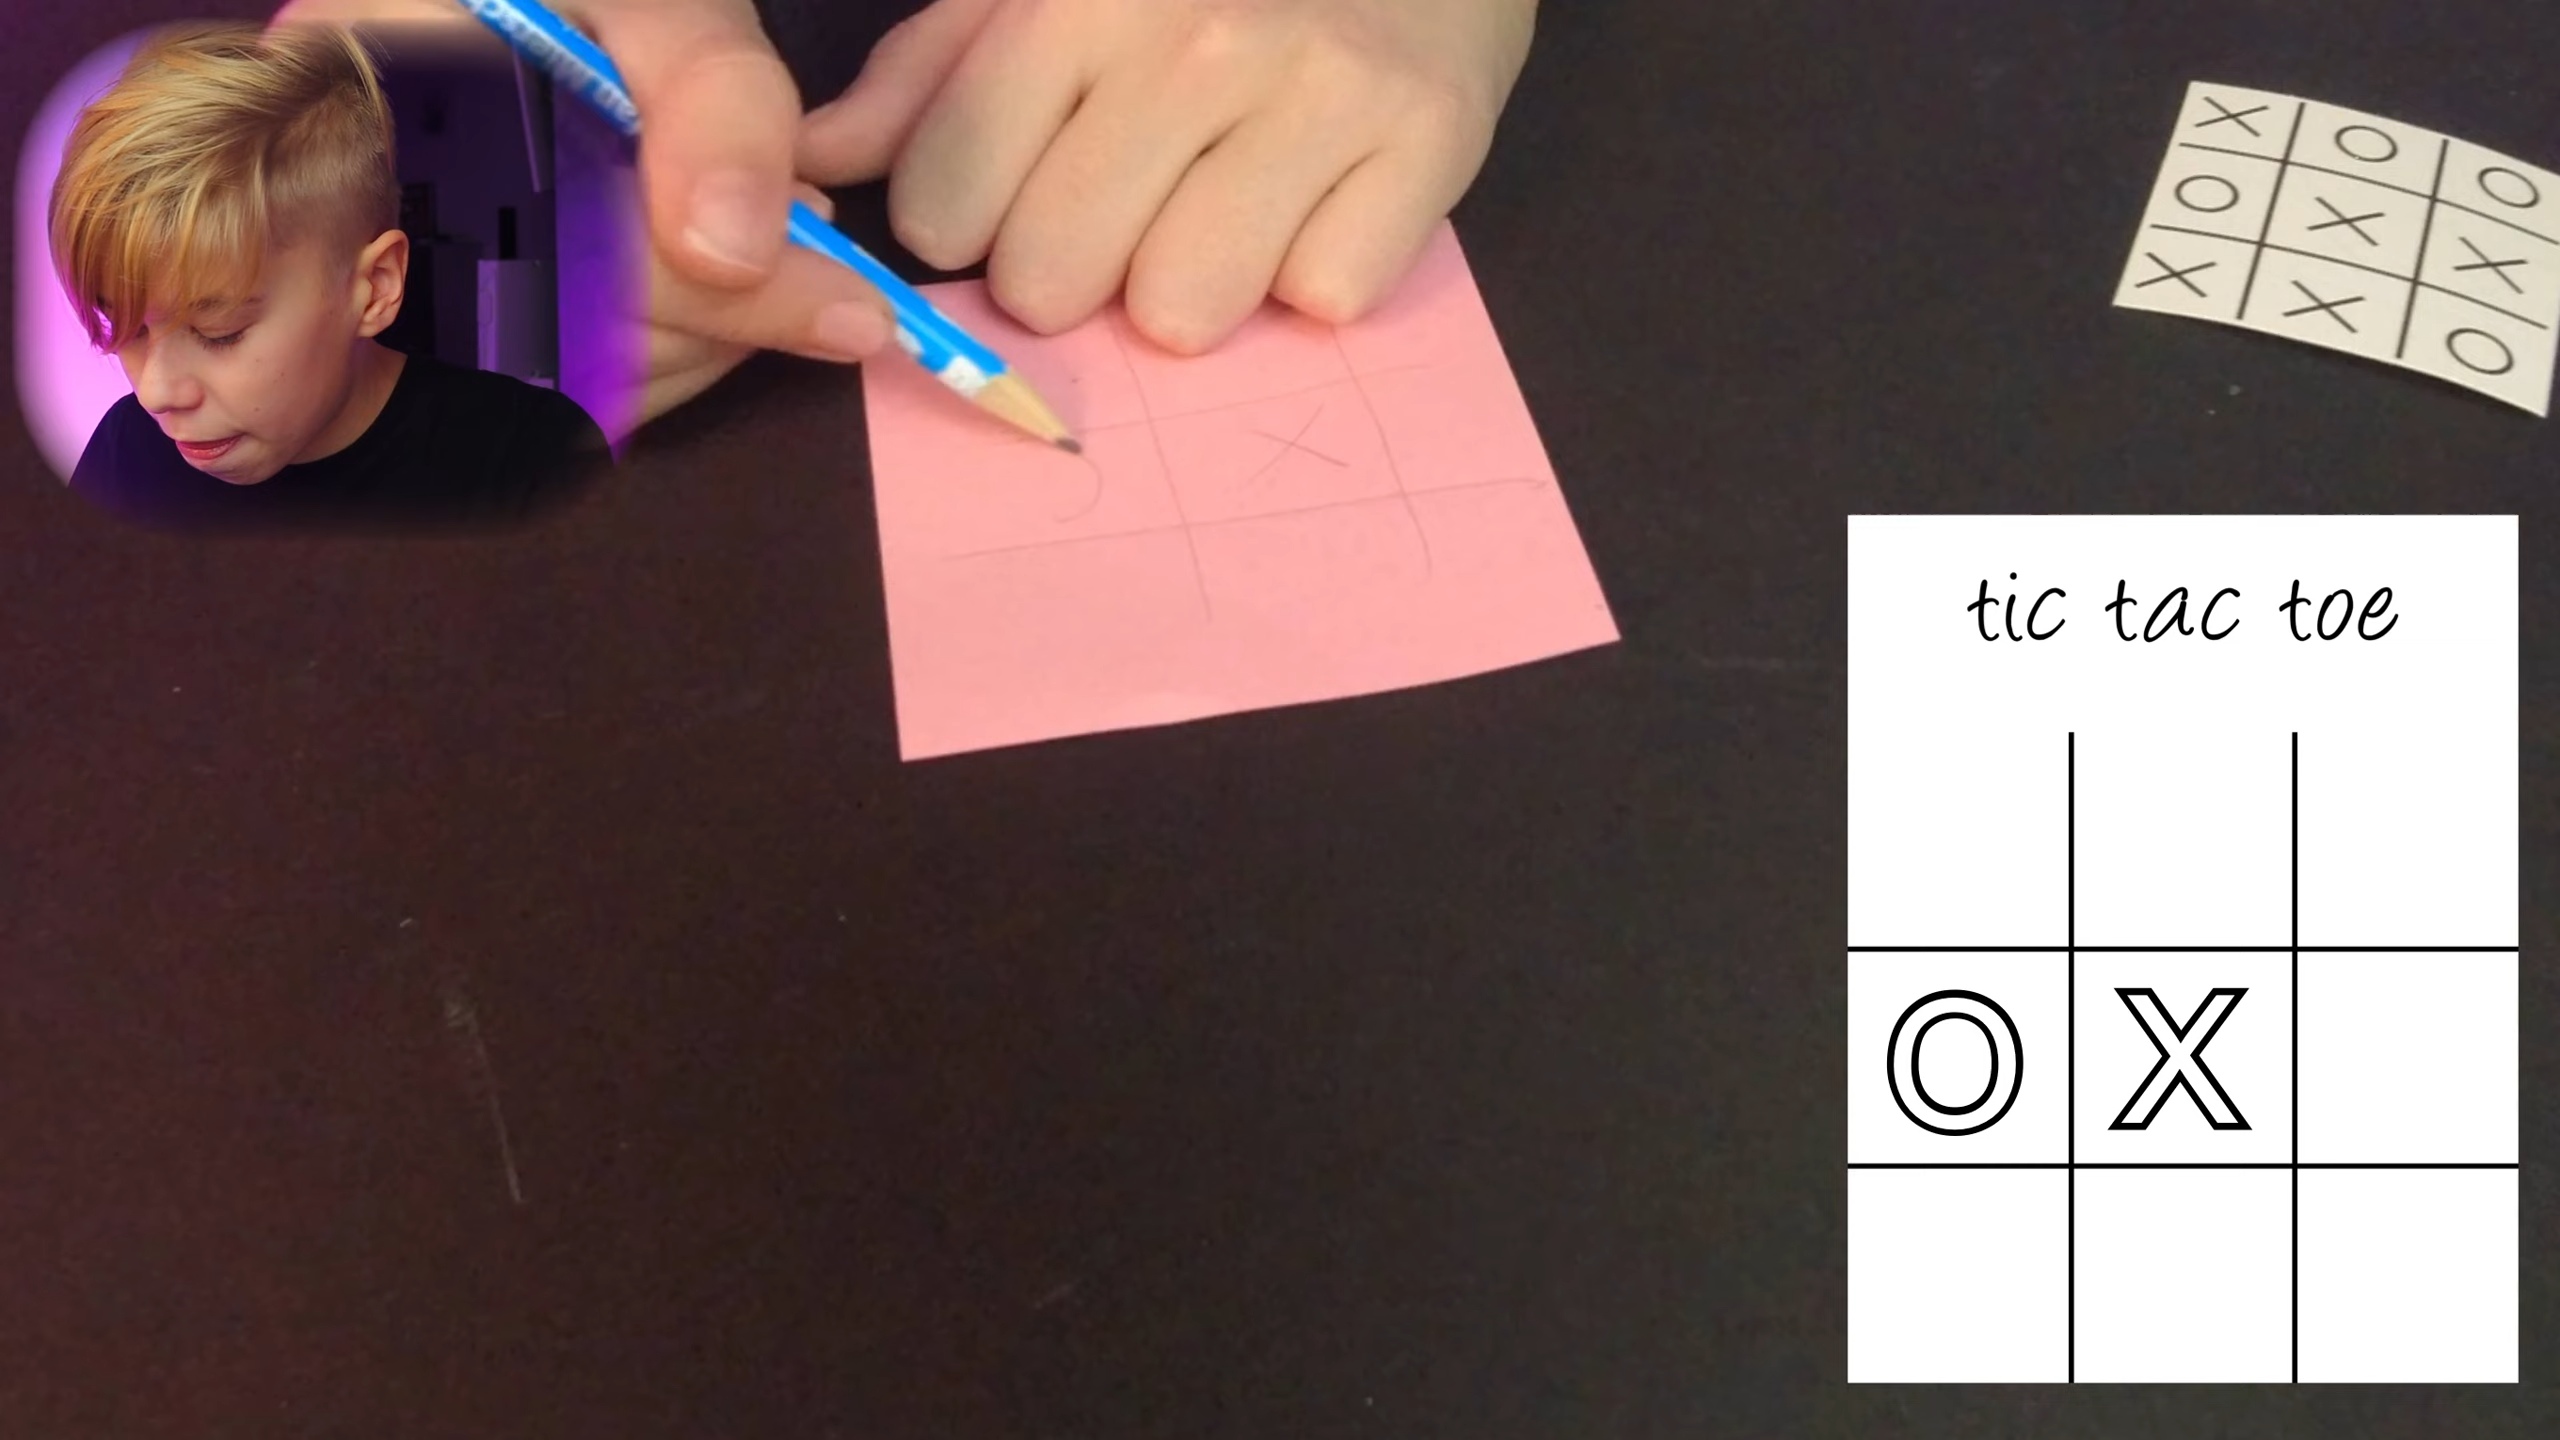 X O O
O X X
X X O
X
tic tac toe
O X